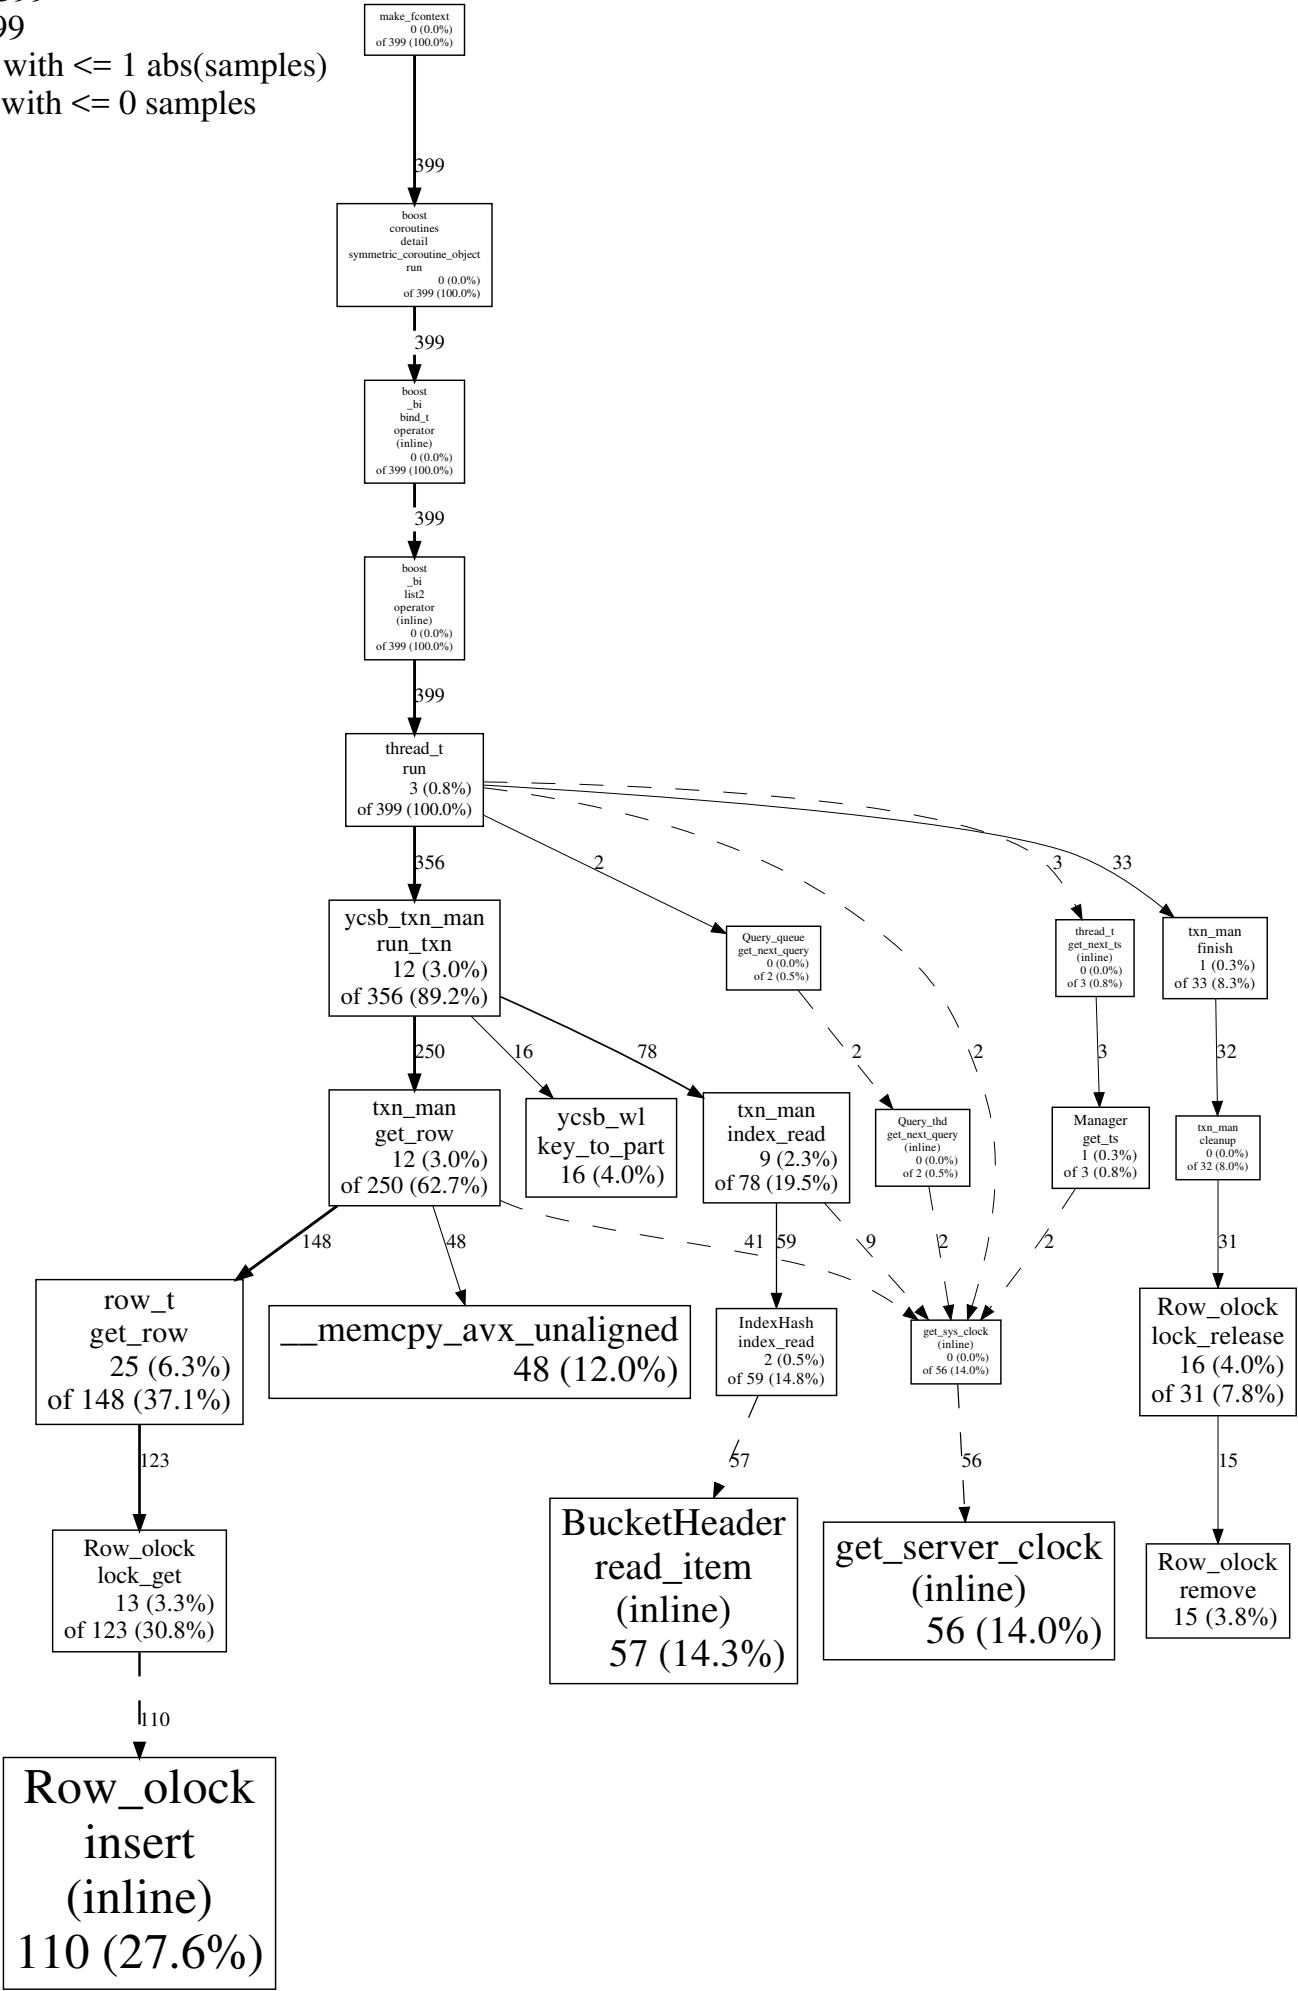 99
with <= 1 abs(samples)
with <= 0 samples
make_fcontext
0 (0.0%)
of 399 (100.0%)
399
boost
coroutines
detail
symmetric_coroutine_object
run
0 (0.0%)
of 399 (100.0%)
399
boost
_bi
bind_t
operator
(inline)
0 (0.0%)
of 399 (100.0%)
399
boost
_bi
list2
operator
(inline)
0 (0.0%)
of 399 (100.0%)
399
thread_t
run
3 (0.8%)
of 399 (100.0%)
356
2
3
33
ycsb_txn_man
run_txn
12 (3.0%)
of 356 (89.2%)
Query_queue
get_next_query
0 (0.0%)
of 2 (0.5%)
thread_t
get_next_ts
(inline)
0 (0.0%)
of 3 (0.8%)
txn_man
finish
1 (0.3%)
of 33 (8.3%)
250
16
78
2
2
3
32
txn_man
get_row
12 (3.0%)
of 250 (62.7%)
ycsb_wl
key_to_part
16 (4.0%)
txn_man
index_read
9 (2.3%)
of 78 (19.5%)
Query_thd
get_next_query
(inline)
0 (0.0%)
of 2 (0.5%)
Manager
get_ts
1 (0.3%)
of 3 (0.8%)
txn_man
cleanup
0 (0.0%)
of 32 (8.0%)
148
48
41
59
9
2
2
31
row_t
get_row
25 (6.3%)
of 148 (37.1%)
__memcpy_avx_unaligned
48 (12.0%)
IndexHash
index_read
2 (0.5%)
of 59 (14.8%)
get_sys_clock
(inline)
0 (0.0%)
of 56 (14.0%)
Row_olock
lock_release
16 (4.0%)
of 31 (7.8%)
123
57
56
15
Row_olock
lock_get
13 (3.3%)
of 123 (30.8%)
BucketHeader
read_item
(inline)
57 (14.3%)
get_server_clock
(inline)
56 (14.0%)
Row_olock
remove
15 (3.8%)
110
Row_olock
insert
(inline)
110 (27.6%)